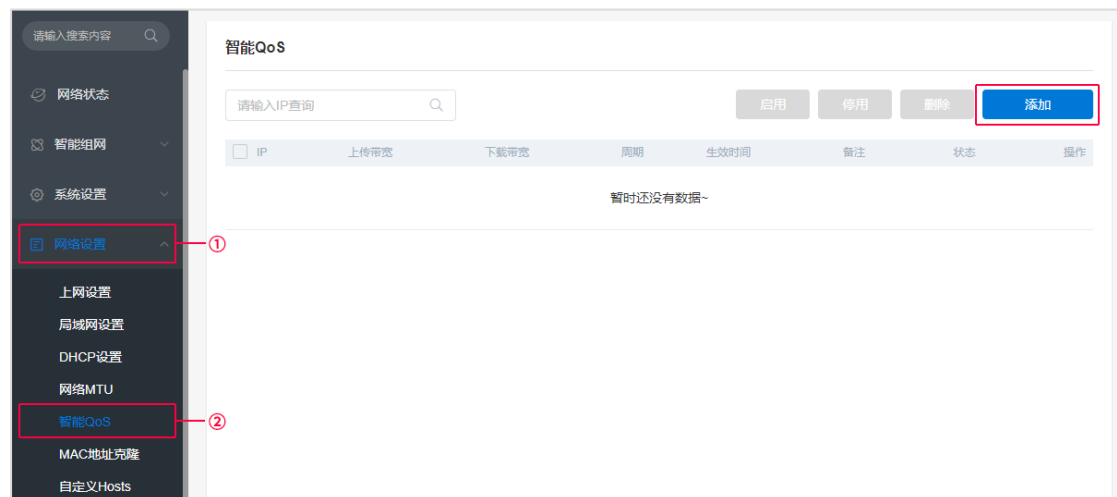 请输入搜索内容
网络状态
智能组网
系统设置
网络设置
①
上网设置
局域网设置
DHCP设置
网络MTU
智能QoS
②
MAC地址克隆
自定义Hosts
智能QoS
请输入IP查询
启用 停用 删除 添加
IP 上传带宽 下载带宽 周期 生效时间 备注 状态 操作
暂时还没有数据~